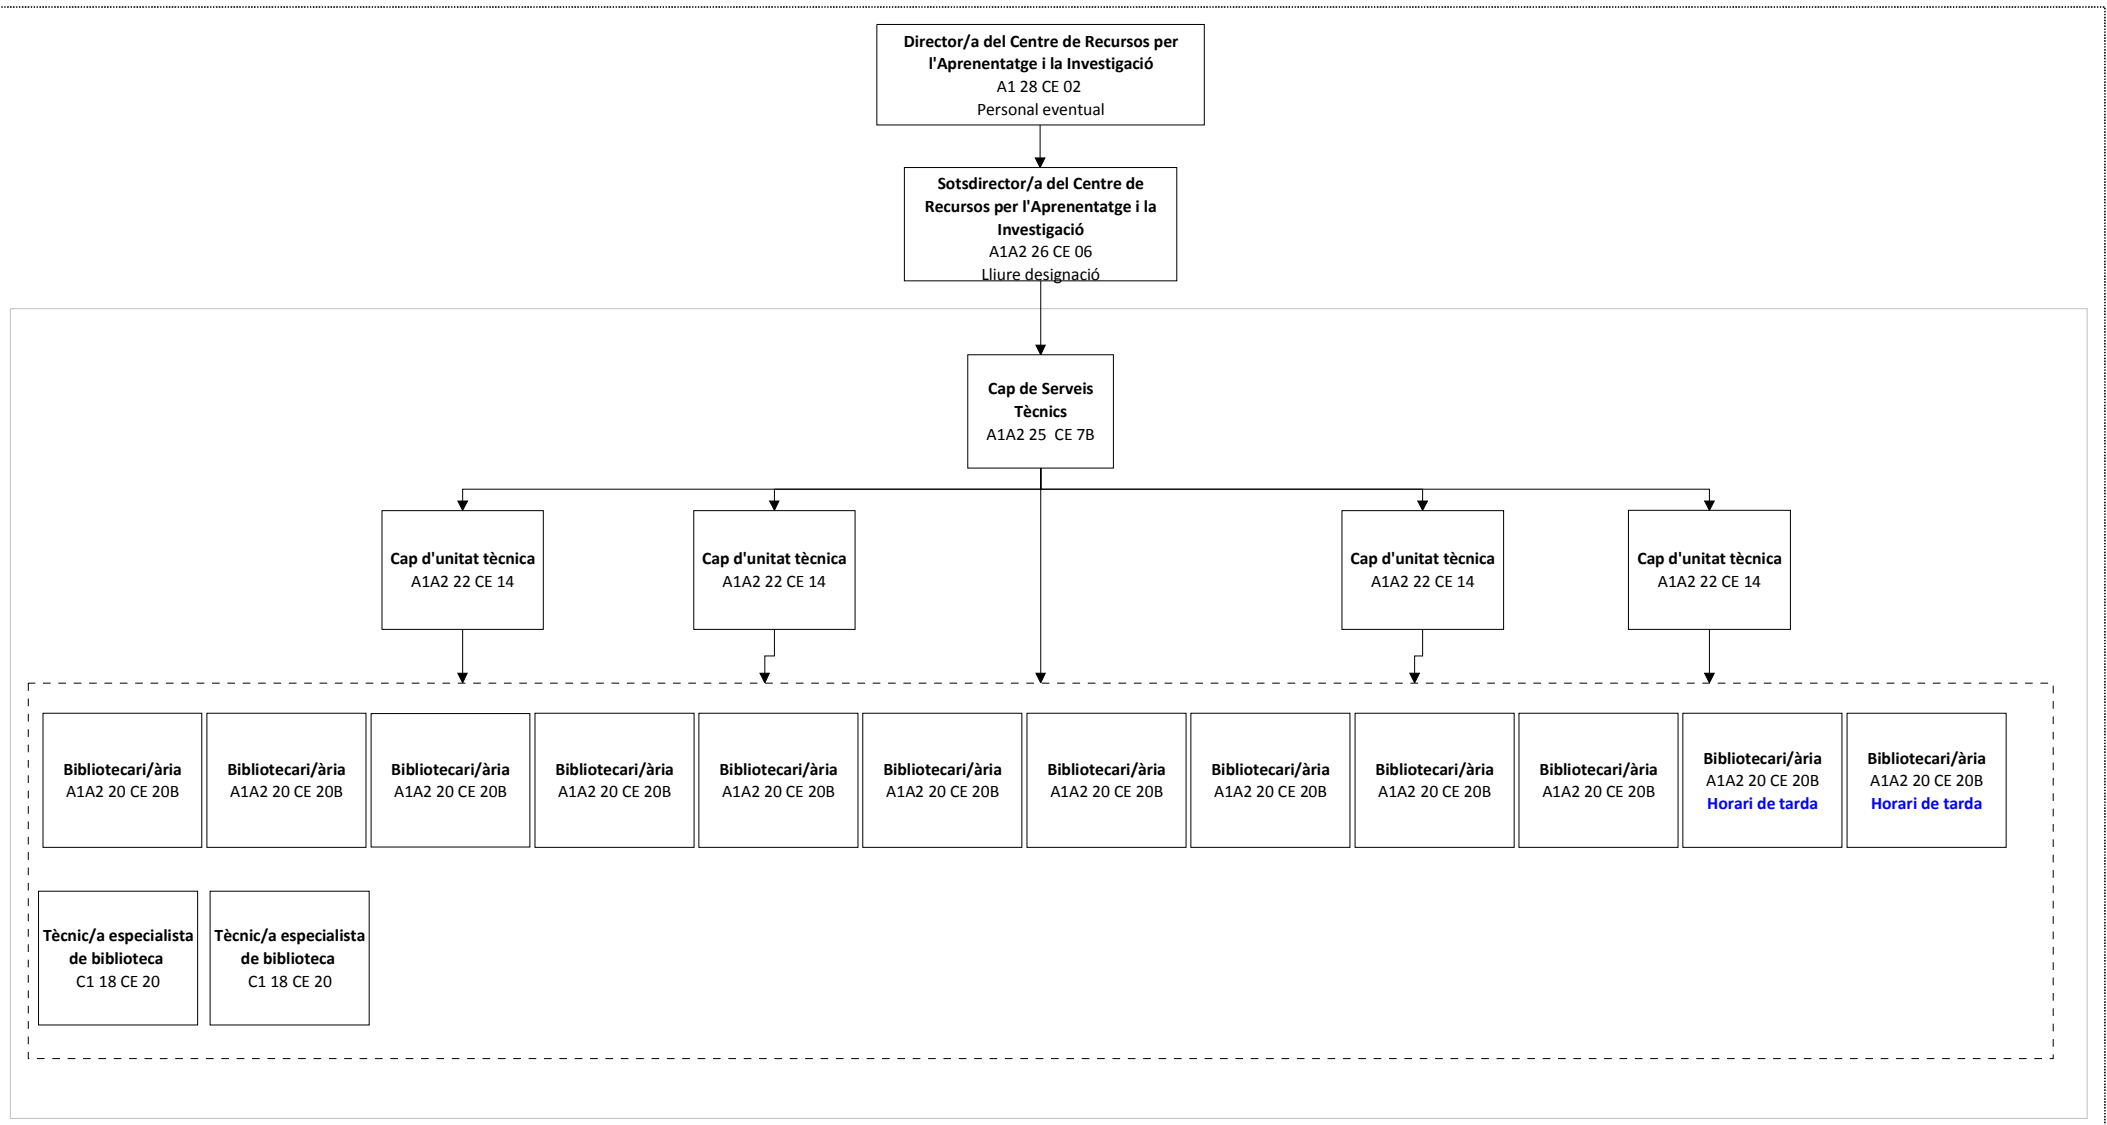 Director/a del Centre de Recursos per
l'Aprenentatge i la Investigació
A1 28 CE 02
Personal eventual
Sotsdirector/a del Centre de
Recursos per l'Aprenentatge i la
Investigació
A1A2 26 CE 06
Lliure designació
Cap de Serveis
Tècnics
A1A2 25 CE 7B
Cap d'unitat tècnica
A1A2 22 CE 14
Cap d'unitat tècnica
A1A2 22 CE 14
Cap d'unitat tècnica
A1A2 22 CE 14
Cap d'unitat tècnica
A1A2 22 CE 14
Bibliotecari/ària
A1A2 20 CE 20B
Bibliotecari/ària
A1A2 20 CE 20B
Bibliotecari/ària
A1A2 20 CE 20B
Bibliotecari/ària
A1A2 20 CE 20B
Bibliotecari/ària
A1A2 20 CE 20B
Bibliotecari/ària
A1A2 20 CE 20B
Bibliotecari/ària
A1A2 20 CE 20B
Bibliotecari/ària
A1A2 20 CE 20B
Bibliotecari/ària
A1A2 20 CE 20B
Bibliotecari/ària
A1A2 20 CE 20B
Bibliotecari/ària
A1A2 20 CE 20B
Horari de tarda
Bibliotecari/ària
A1A2 20 CE 20B
Horari de tarda
Tècnic/a especialista
de biblioteca
C1 18 CE 20
Tècnic/a especialista
de biblioteca
C1 18 CE 20